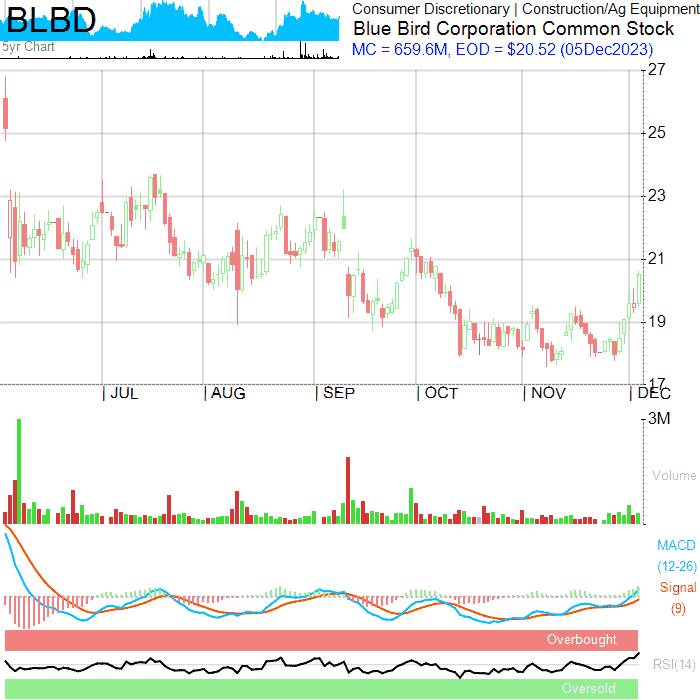 BLBD
5yr Chart
Consumer Discretionary | Construction/Ag Equipment
Blue Bird Corporation Common Stock
MC = 659.6M, EOD = $20.52 (05Dec2023)
27
25
23
21
19
17
| JUL | AUG | SEP | OCT | NOV | DEC
3M
Volume
MACD
(12-26)
Signal
(9)
Overbought
RSI(14)
Oversold